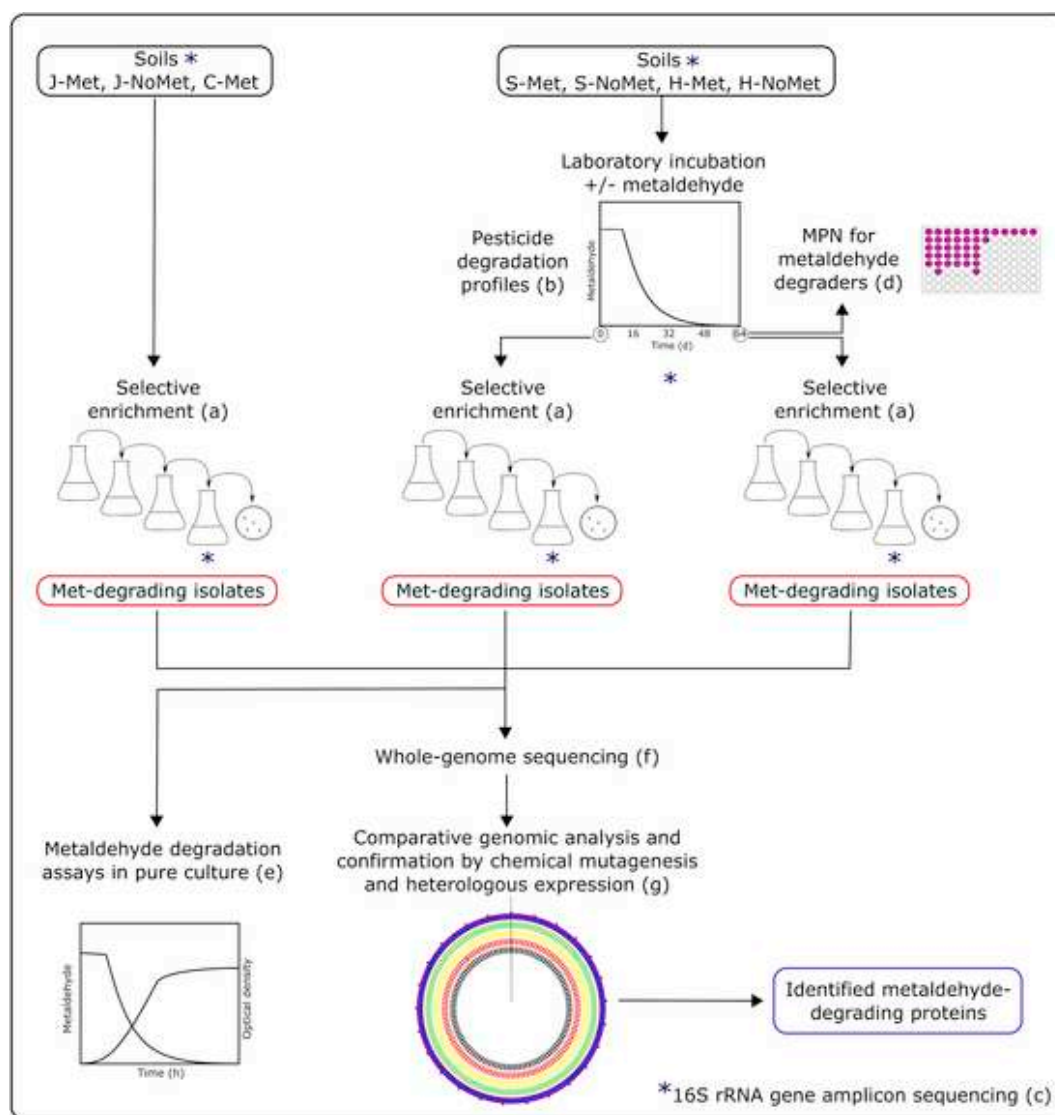 Soils *
J-Met, J-NoMet, C-Met
Soils *
S-Met, S-NoMet, H-Met, H-NoMet
Laboratory incubation
+/- metaldehyde
Pesticide
degradation
profiles (b)
Metaldehyde
0 16 32 48 64
Time (d)
MPN for
metaldehyde
degraders (d)
*
Selective
enrichment (a)
Selective
enrichment (a)
Selective
enrichment (a)
*
*
*
Met-degrading isolates
Met-degrading isolates
Met-degrading isolates
Whole-genome sequencing (f)
Metaldehyde degradation
assays in pure culture (e)
Comparative genomic analysis and
confirmation by chemical mutagenesis
and heterologous expression (g)
Metaldehyde
Optical density
Time (h)
Identified metaldehyde-
degrading proteins
*16S rRNA gene amplicon sequencing (c)